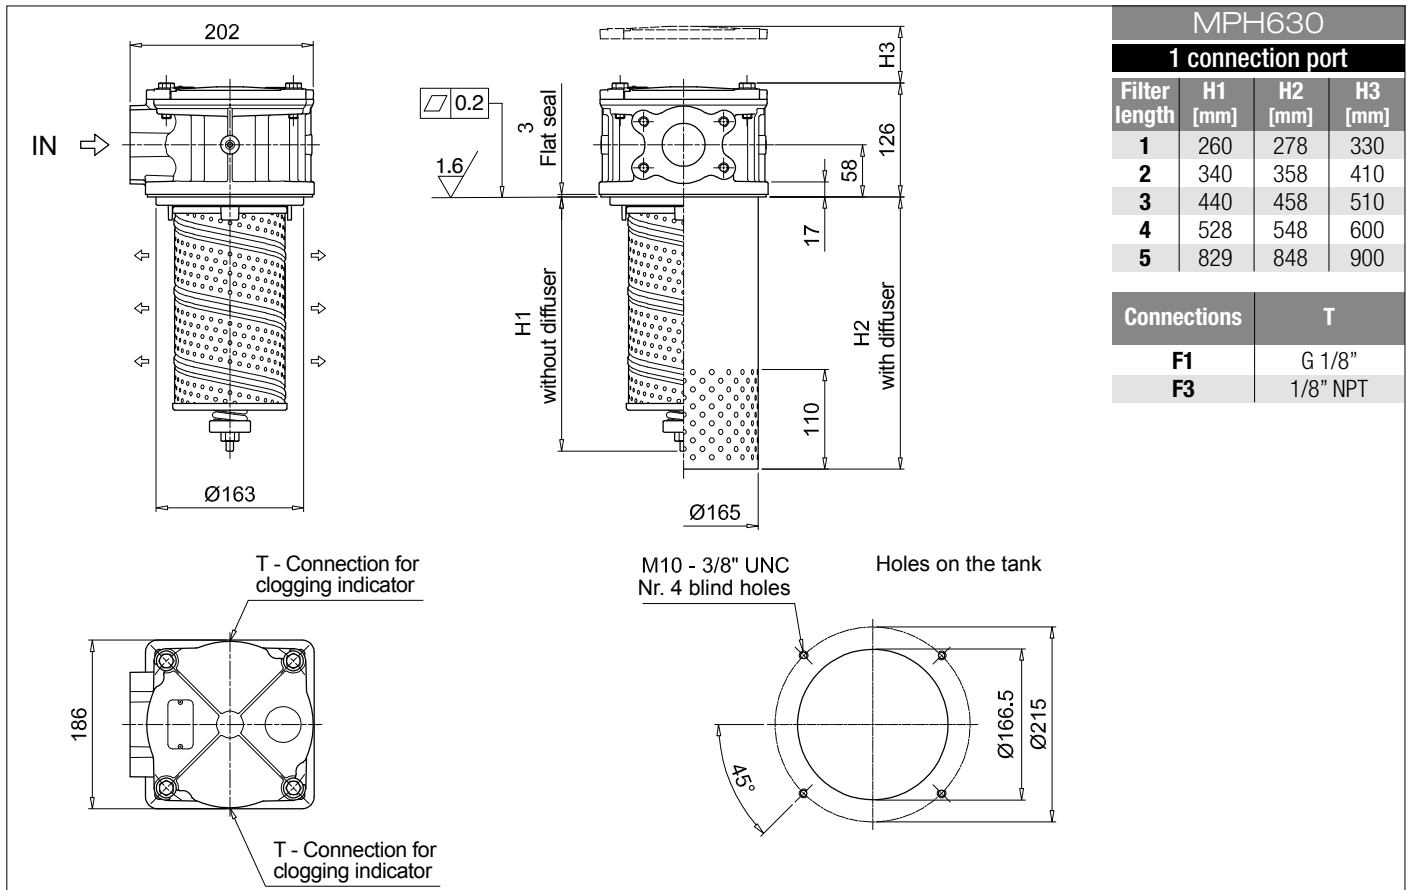 202
IN
Ø163
0.2
1.6
3
Flat seal
H3
126
58
17
H1
without diffuser
H2
with diffuser
110
Ø165
T - Connection for
clogging indicator
186
T - Connection for
clogging indicator
M10 - 3/8" UNC
Nr. 4 blind holes
Holes on the tank
45°
Ø166.5
Ø215
MPH630
1 connection port
Filter length H1 [mm] H2 [mm] H3 [mm]
1 260 278 330
2 340 358 410
3 440 458 510
4 528 548 600
5 829 848 900
Connections T
F1 G 1/8”
F3 1/8” NPT